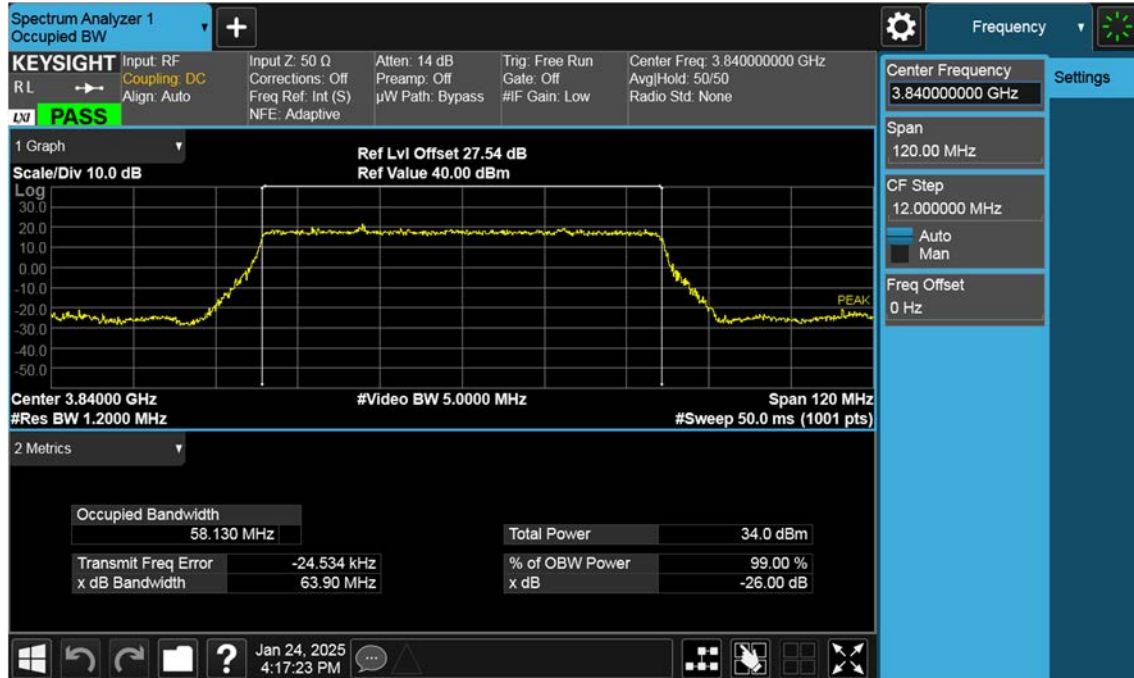 Spectrum Analyzer 1
Occupied BW
+
Frequency
KEYSIGHT
R L
LXI PASS
Input: RF
Coupling: DC
Align: Auto
Input Z: 50 Ω
Corrections: Off
Freq Ref: Int (S)
NFE: Adaptive
Atten: 14 dB
Preamp: Off
µW Path: Bypass
Trig: Free Run
Gate: Off
#IF Gain: Low
Center Freq: 3.840000000 GHz
Avg|Hold: 50/50
Radio Std: None
Center Frequency
3.840000000 GHz
Settings
Span
120.00 MHz
CF Step
12.000000 MHz
Auto
Man
Freq Offset
0 Hz
1 Graph
Scale/Div 10.0 dB
Ref Lvl Offset 27.54 dB
Ref Value 40.00 dBm
Log
30.0
20.0
10.0
0.00
-10.0
-20.0
-30.0
-40.0
-50.0
PEAK
Center 3.84000 GHz
#Video BW 5.0000 MHz
Span 120 MHz
#Res BW 1.2000 MHz
#Sweep 50.0 ms (1001 pts)
2 Metrics
Occupied Bandwidth
58.130 MHz
Total Power 34.0 dBm
Transmit Freq Error -24.534 kHz
% of OBW Power 99.00 %
x dB Bandwidth 63.90 MHz
x dB -26.00 dB
?
Jan 24, 2025
4:17:23 PM